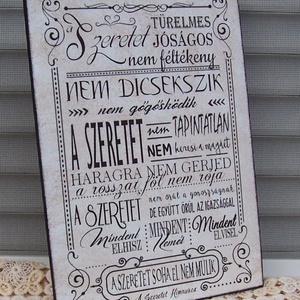 A Szeretet TÜRELMES
JÓSÁGOS
nem féltékeny
NEM DICSEKSZIK
nem gőgösködik
A SZERETET nem TAPINTATLAN
NEM keresi a magáét
HARAGRA NEM GERJED
a rosszat föl nem rója
A SZERETET nem örül a gonoszságnak
DE EGYÜTT ÖRÜL AZ IGAZSÁGGAL
Mindent ELHISZ
MINDENT remél
Mindent ELVISEL
A SZERETET SOHA EL NEM MÚLIK
A Szeretet Himnusza